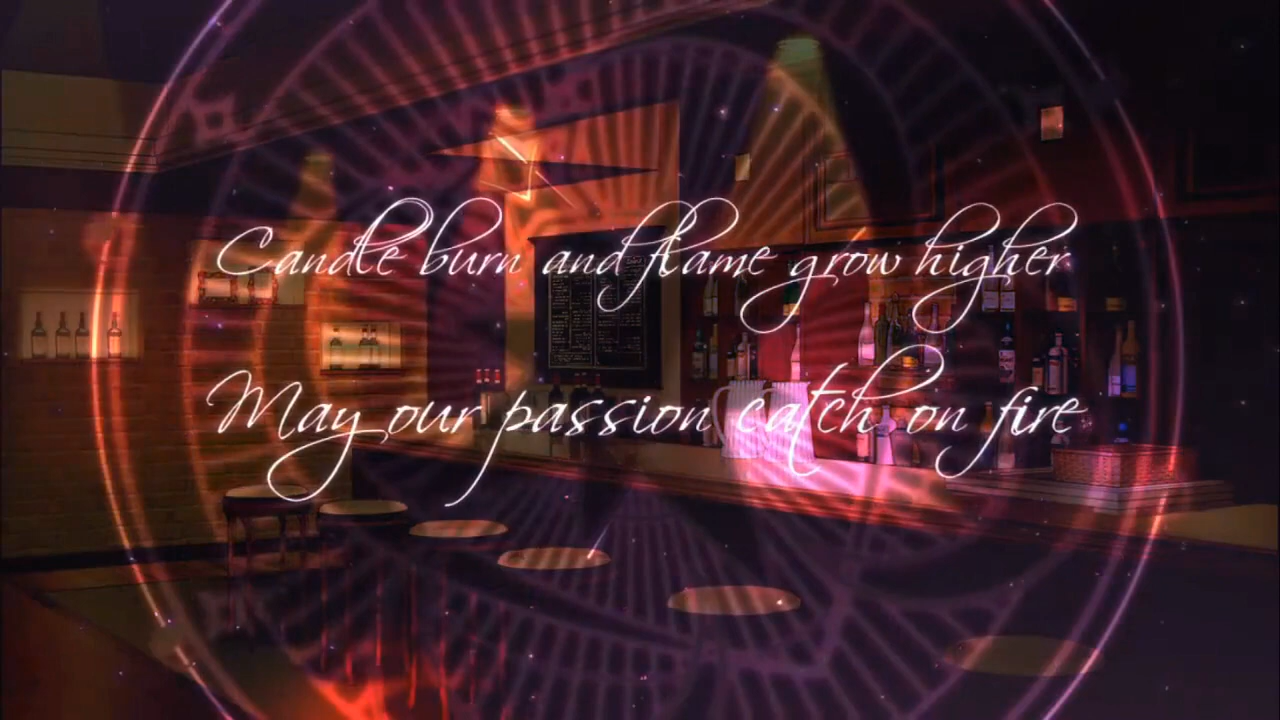 Candle burn and flame grow higher
May our passion catch on fire